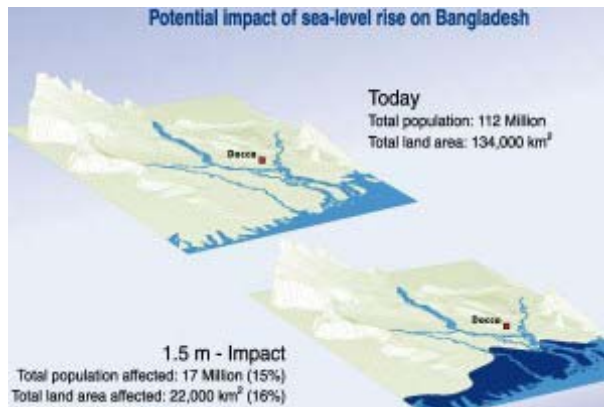 Potential impact of sea-level rise on Bangladesh
Today
Total population: 112 Million
Total land area: 134,000 km²
Dacca
Dacca
1.5 m - Impact
Total population affected: 17 Million (15%)
Total land area affected: 22,000 km² (16%)